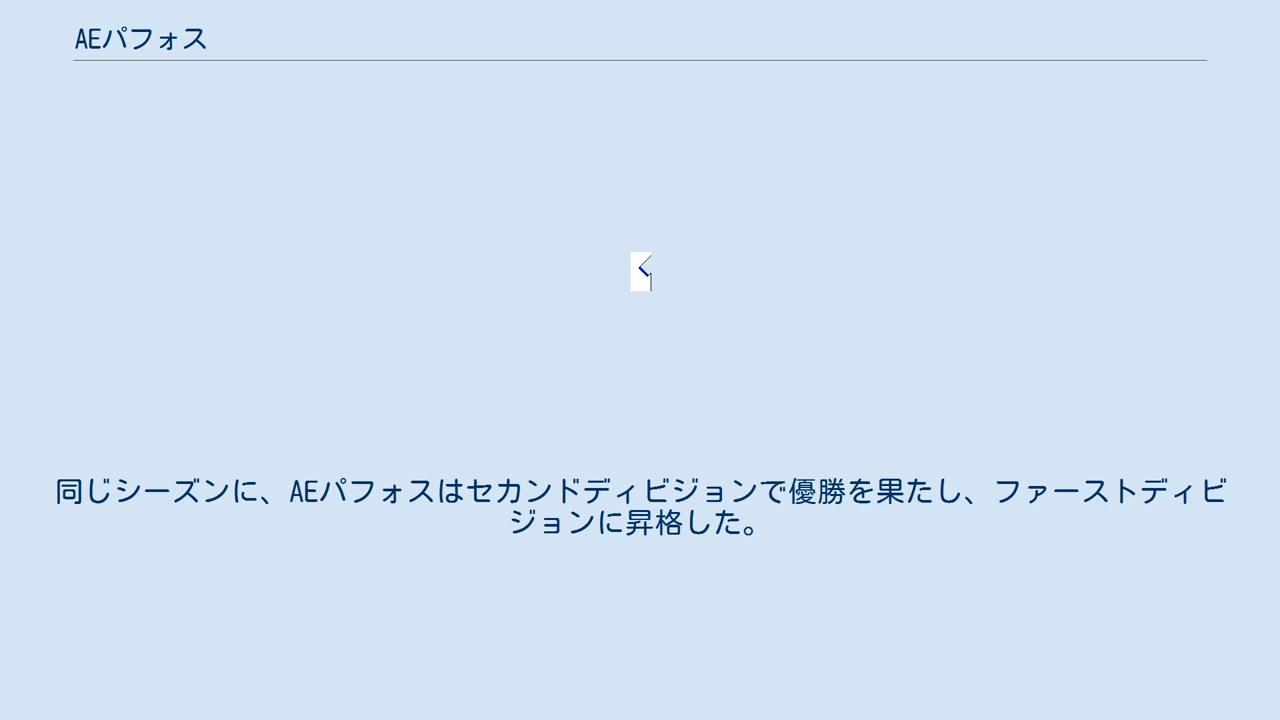 AEパフォス
同じシーズンに、AEパフォスはセカンドディビジョンで優勝を果たし、ファーストディビ
ジョンに昇格した。